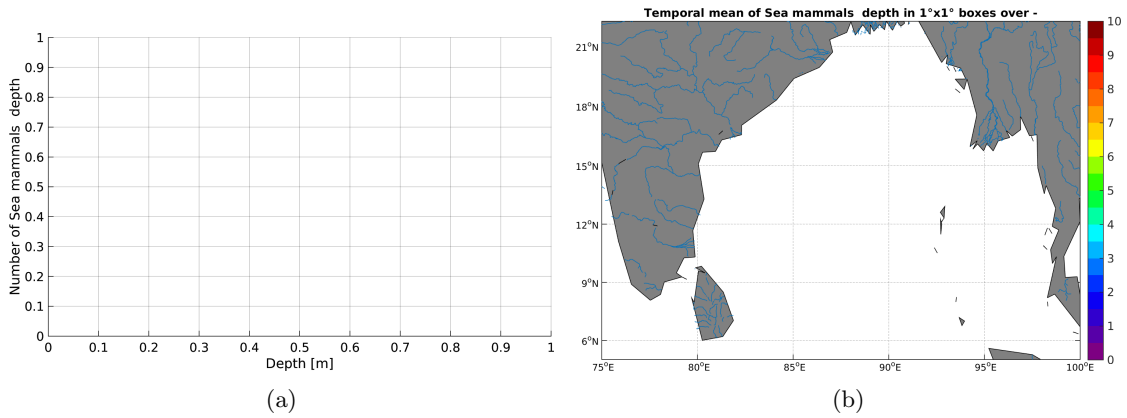 Temporal mean of Sea mammals  depth in 1°x1° boxes over -
Number of Sea mammals  depth
1
0.9
0.8
0.7
0.6
0.5
0.4
0.3
0.2
0.1
0
0 0.1 0.2 0.3 0.4 0.5 0.6 0.7 0.8 0.9 1
Depth [m]
(a)
21°N
18°N
15°N
12°N
9°N
6°N
75°E 80°E 85°E 90°E 95°E 100°E
10
9
8
7
6
5
4
3
2
1
0
(b)